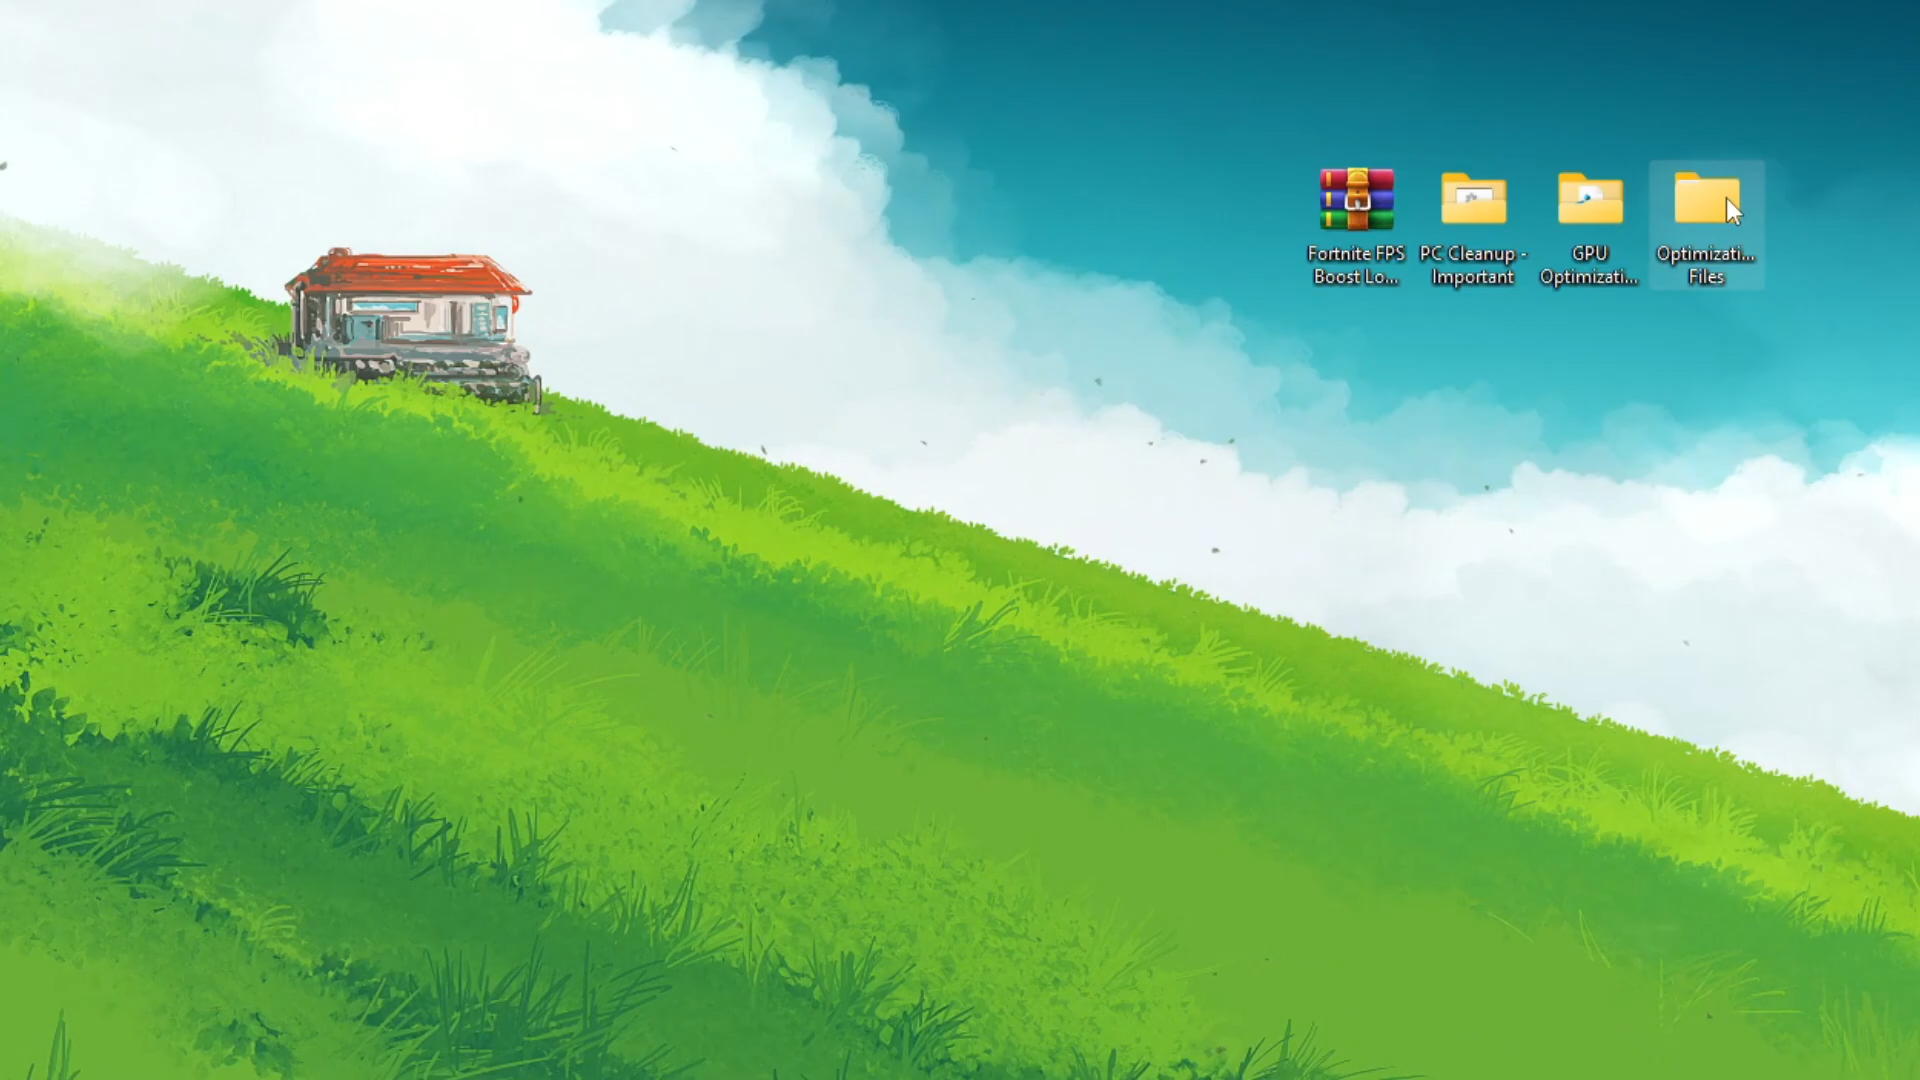 Fortnite FPS
Boost Lo...
PC Cleanup -
Important
GPU
Optimizati...
Optimizati...
Files